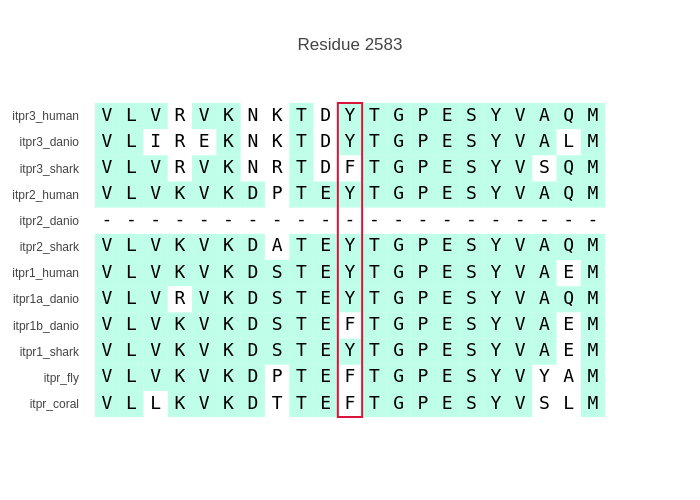 Residue 2583
itpr3_human V L V R V K N K T D Y T G P E S Y V A Q M
itpr3_danio V L I R E K N K T D Y T G P E S Y V A L M
itpr3_shark V L V R V K N R T D F T G P E S Y V S Q M
itpr2_human V L V K V K D P T E Y T G P E S Y V A Q M
itpr2_danio - - - - - - - - - - - - - - - - - - - - -
itpr2_shark V L V K V K D A T E Y T G P E S Y V A Q M
itpr1_human V L V K V K D S T E Y T G P E S Y V A E M
itpr1a_danio V L V R V K D S T E Y T G P E S Y V A Q M
itpr1b_danio V L V K V K D S T E F T G P E S Y V A E M
itpr1_shark V L V K V K D S T E Y T G P E S Y V A E M
itpr_fly V L V K V K D P T E F T G P E S Y V Y A M
itpr_coral V L L K V K D T T E F T G P E S Y V S L M